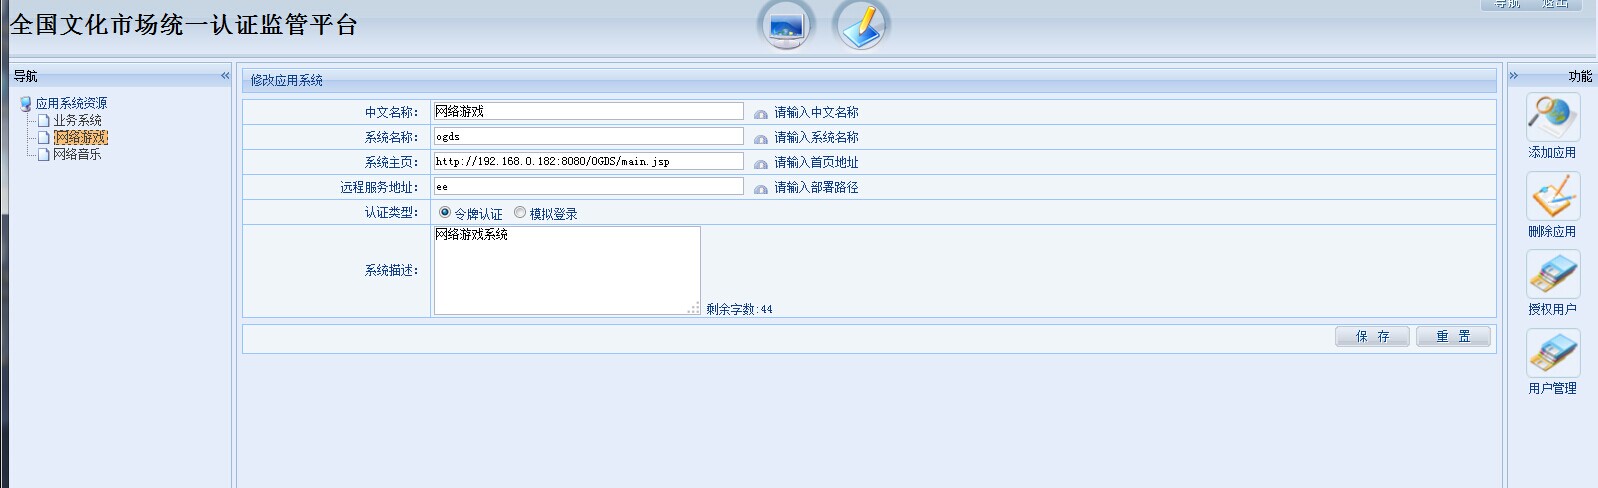 导航 退出
全国文化市场统一认证监管平台
导航 «
应用系统资源
业务系统
网络游戏
网络音乐
修改应用系统
中文名称： 网络游戏 请输入中文名称
系统名称： ogds 请输入系统名称
系统主页： http://192.168.0.182:8080/OGDS/main.jsp 请输入首页地址
远程服务地址： ee 请输入部署路径
认证类型： 令牌认证 模拟登录
系统描述： 网络游戏系统
剩余字数:44
保 存 重 置
» 功能
添加应用
删除应用
授权用户
用户管理